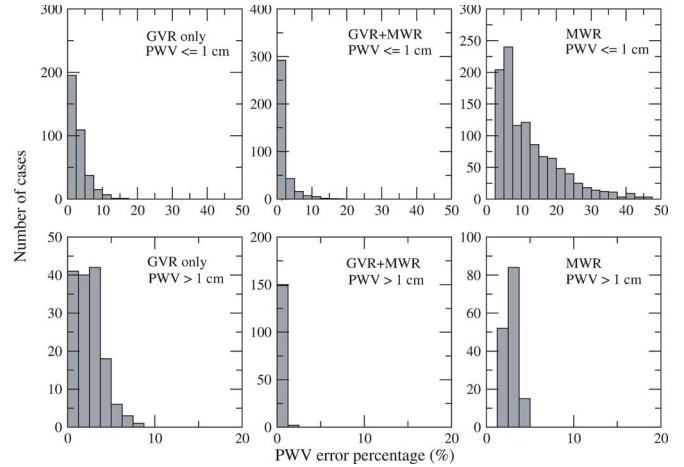 300
200
100
0
0 10 20 30 40 50
GVR only
PWV <= 1 cm
400
300
200
100
0
0 10 20 30 40 50
GVR+MWR
PWV <= 1 cm
300
250
200
150
100
50
0
0 10 20 30 40 50
MWR
PWV <= 1 cm
Number of cases
50
40
30
20
10
0
0 10 20
GVR only
PWV > 1 cm
200
150
100
50
0
0 10 20
GVR+MWR
PWV > 1 cm
100
80
60
40
20
0
0 10 20
MWR
PWV > 1 cm
PWV error percentage (%)